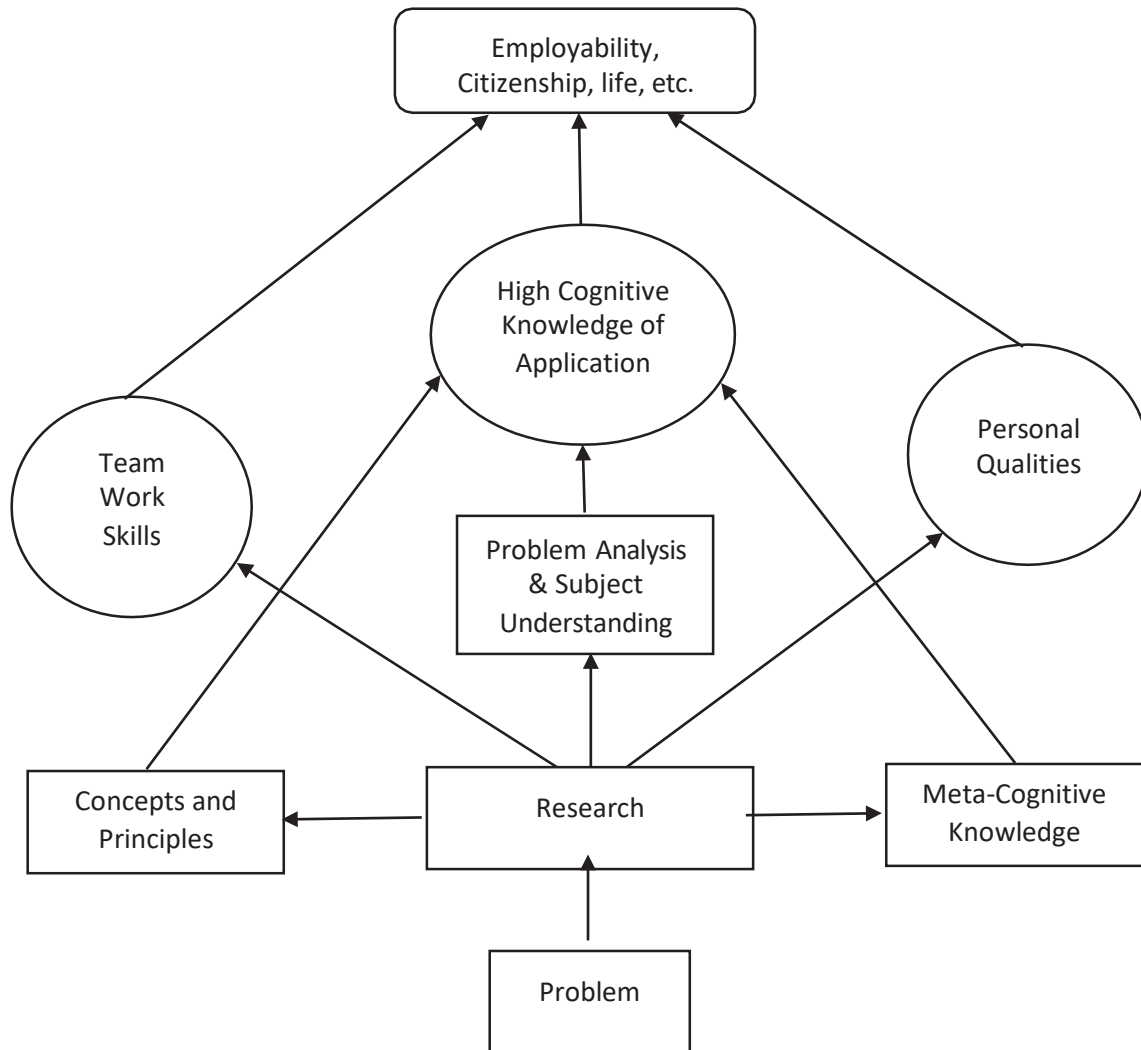 Employability,
Citizenship, life, etc.
High Cognitive
Knowledge of
Application
Team
Work
Skills
Personal
Qualities
Problem Analysis
& Subject
Understanding
Concepts and
Principles
Research
Meta-Cognitive
Knowledge
Problem